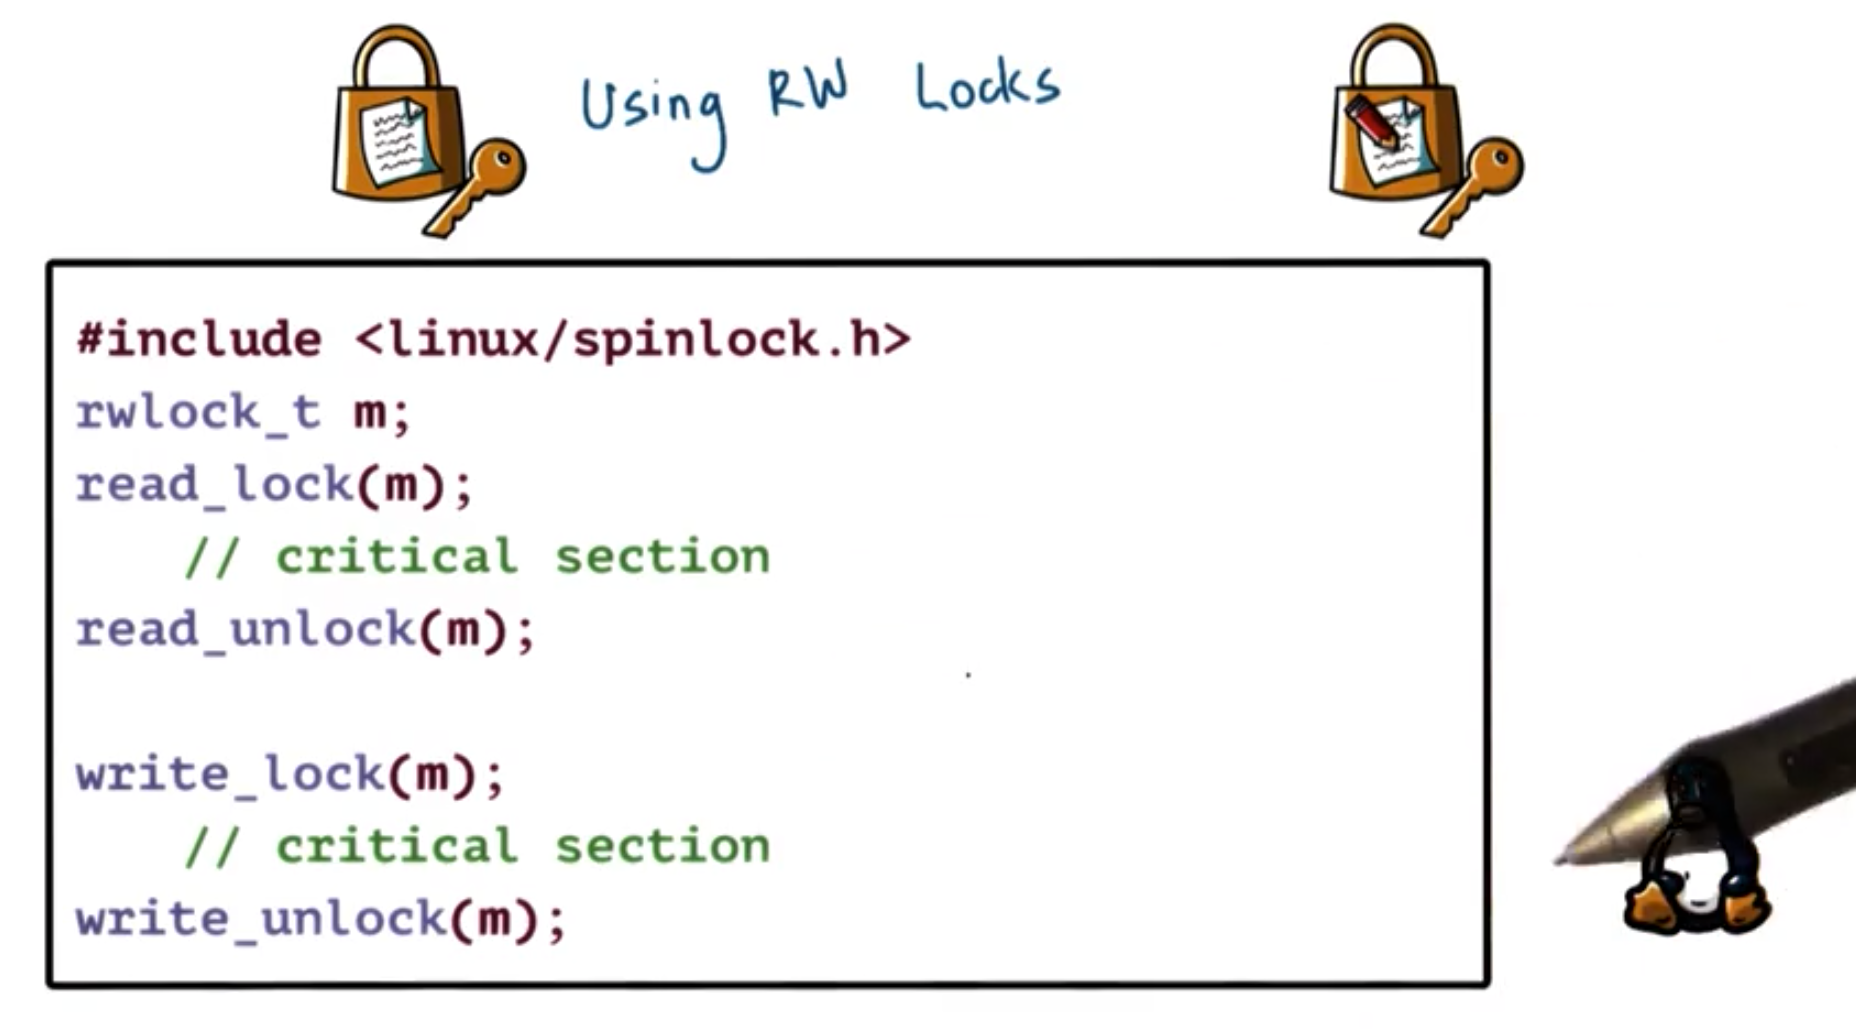 Using RW Locks
#include <linux/spinlock.h>
rwlock_t m;
read_lock(m);
// critical section
read_unlock(m);
write_lock(m);
// critical section
write_unlock(m);